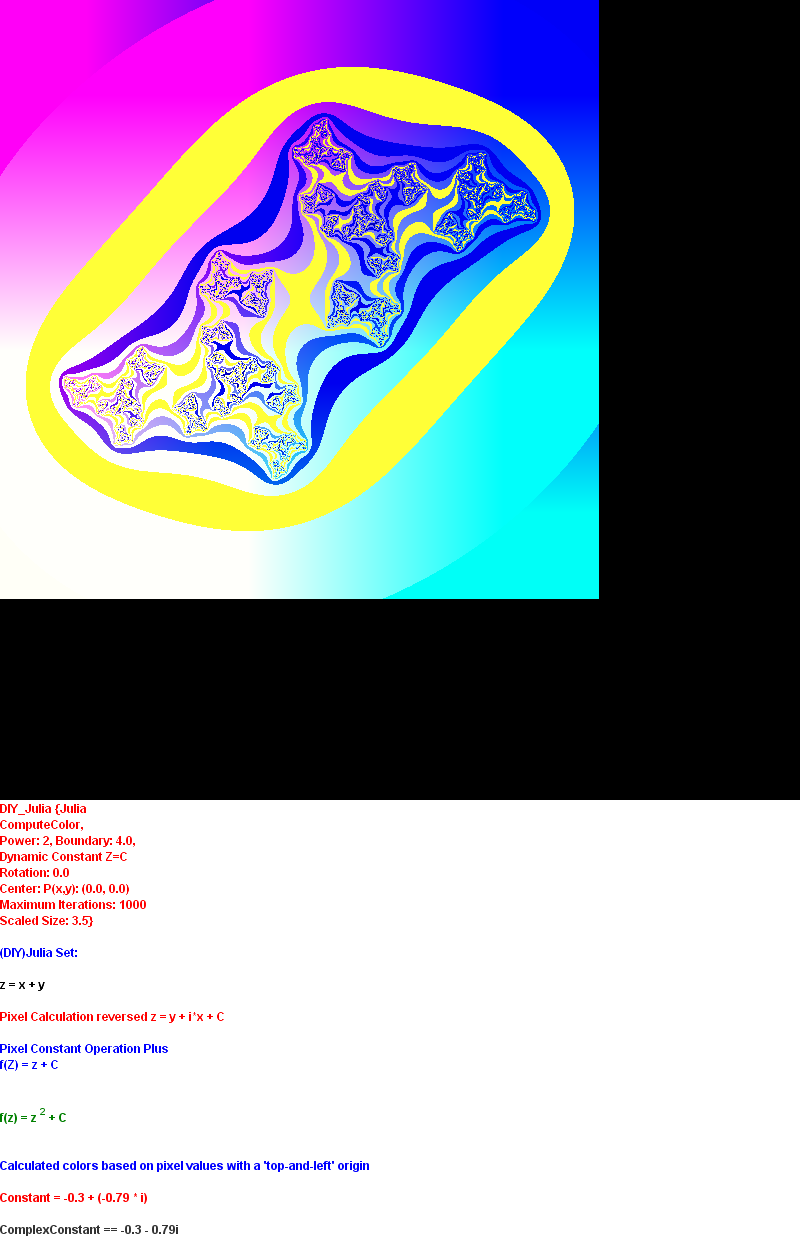 DIY_Julia {Julia
ComputeColor,
Power: 2, Boundary: 4.0,
Dynamic Constant Z=C
Rotation: 0.0
Center: P(x,y): (0.0, 0.0)
Maximum Iterations: 1000
Scaled Size: 3.5}
(DIY)Julia Set:
z = x + y
Pixel Calculation reversed z = y + i*x + C
Pixel Constant Operation Plus
f(Z) = z + C
f(z) = z 2 + C
Calculated colors based on pixel values with a 'top-and-left' origin
Constant = -0.3 + (-0.79 * i)
ComplexConstant == -0.3 - 0.79i